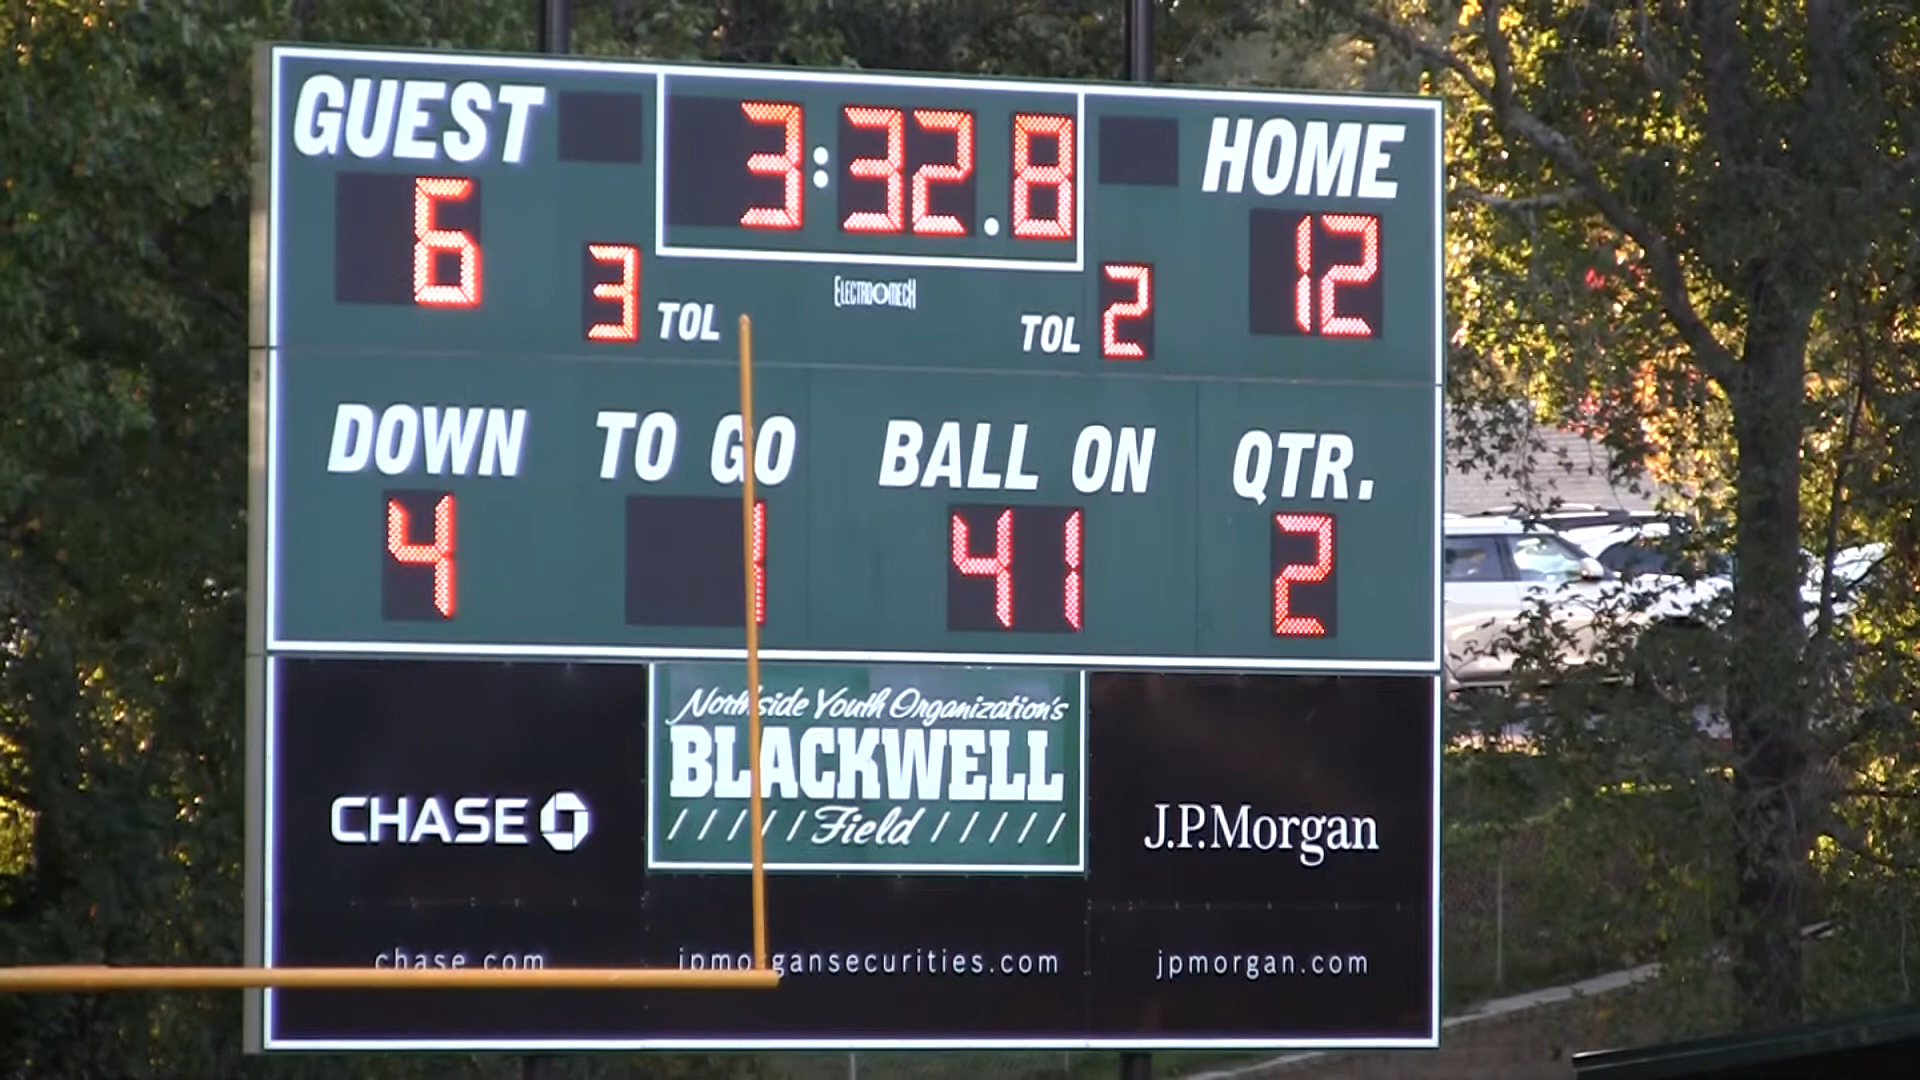 GUEST 3:32.8 HOME
6 3 TOL ELECTRO-MECH TOL 2 12
DOWN TO GO BALL ON QTR.
4 1 41 2
Northside Youth Organization's
BLACKWELL
/////Field/////
CHASE
J.P.Morgan
chase.com jpmorgansecurities.com jpmorgan.com